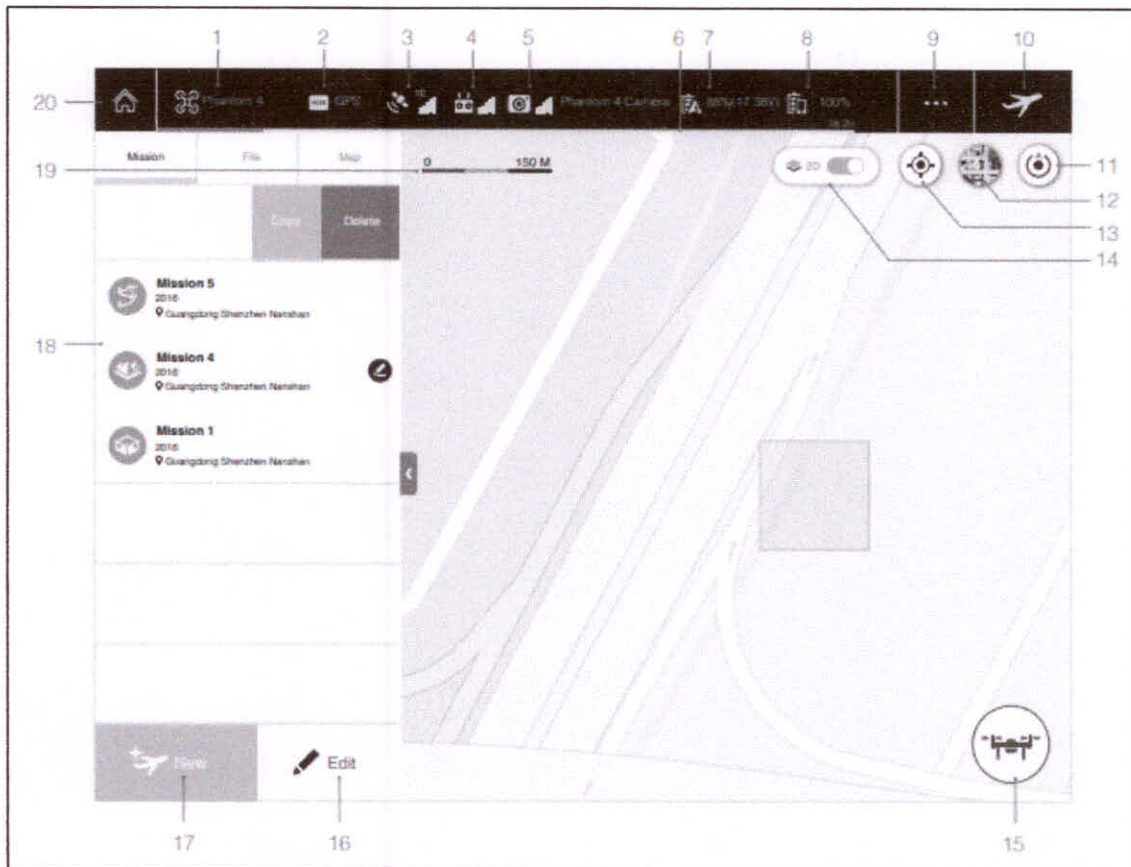 1 2 3 4 5 6 7 8 9 10
20 Phantom 4 MODE GPS 16 Phantom 4 Camera 100%
Mission File Map
19 0 150 M 2D 11
12
13
14
Copy Delete
Mission 5
2016
Guangdong Shenzhen Nanshan
18
Mission 4
2016
Guangdong Shenzhen Nanshan
Mission 1
2016
Guangdong Shenzhen Nanshan
New Edit
17 16 15